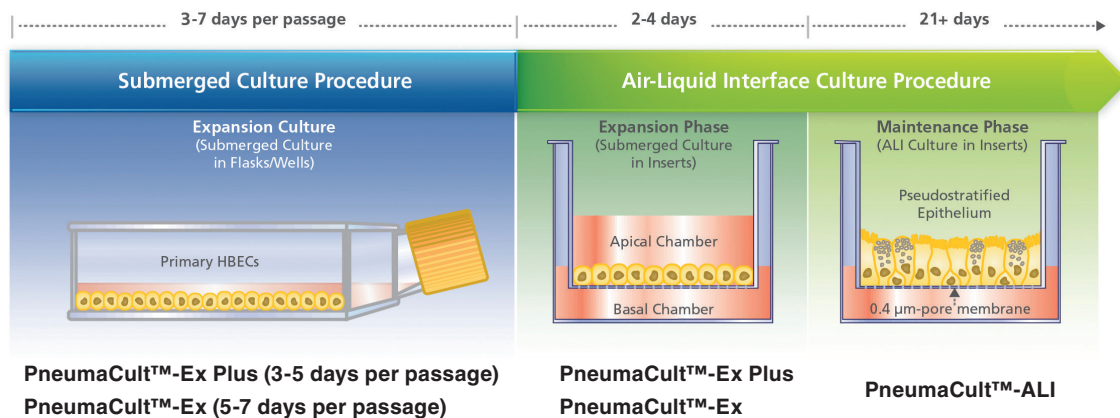 3-7 days per passage
2-4 days
21+ days
Submerged Culture Procedure
Air-Liquid Interface Culture Procedure
Expansion Culture
(Submerged Culture
in Flasks/Wells)
Primary HBECs
Expansion Phase
(Submerged Culture
in Inserts)
Apical Chamber
Basal Chamber
Maintenance Phase
(ALI Culture in Inserts)
Pseudostratified
Epithelium
0.4 µm-pore membrane
PneumaCult™-Ex Plus (3-5 days per passage)
PneumaCult™-Ex (5-7 days per passage)
PneumaCult™-Ex Plus
PneumaCult™-Ex
PneumaCult™-ALI